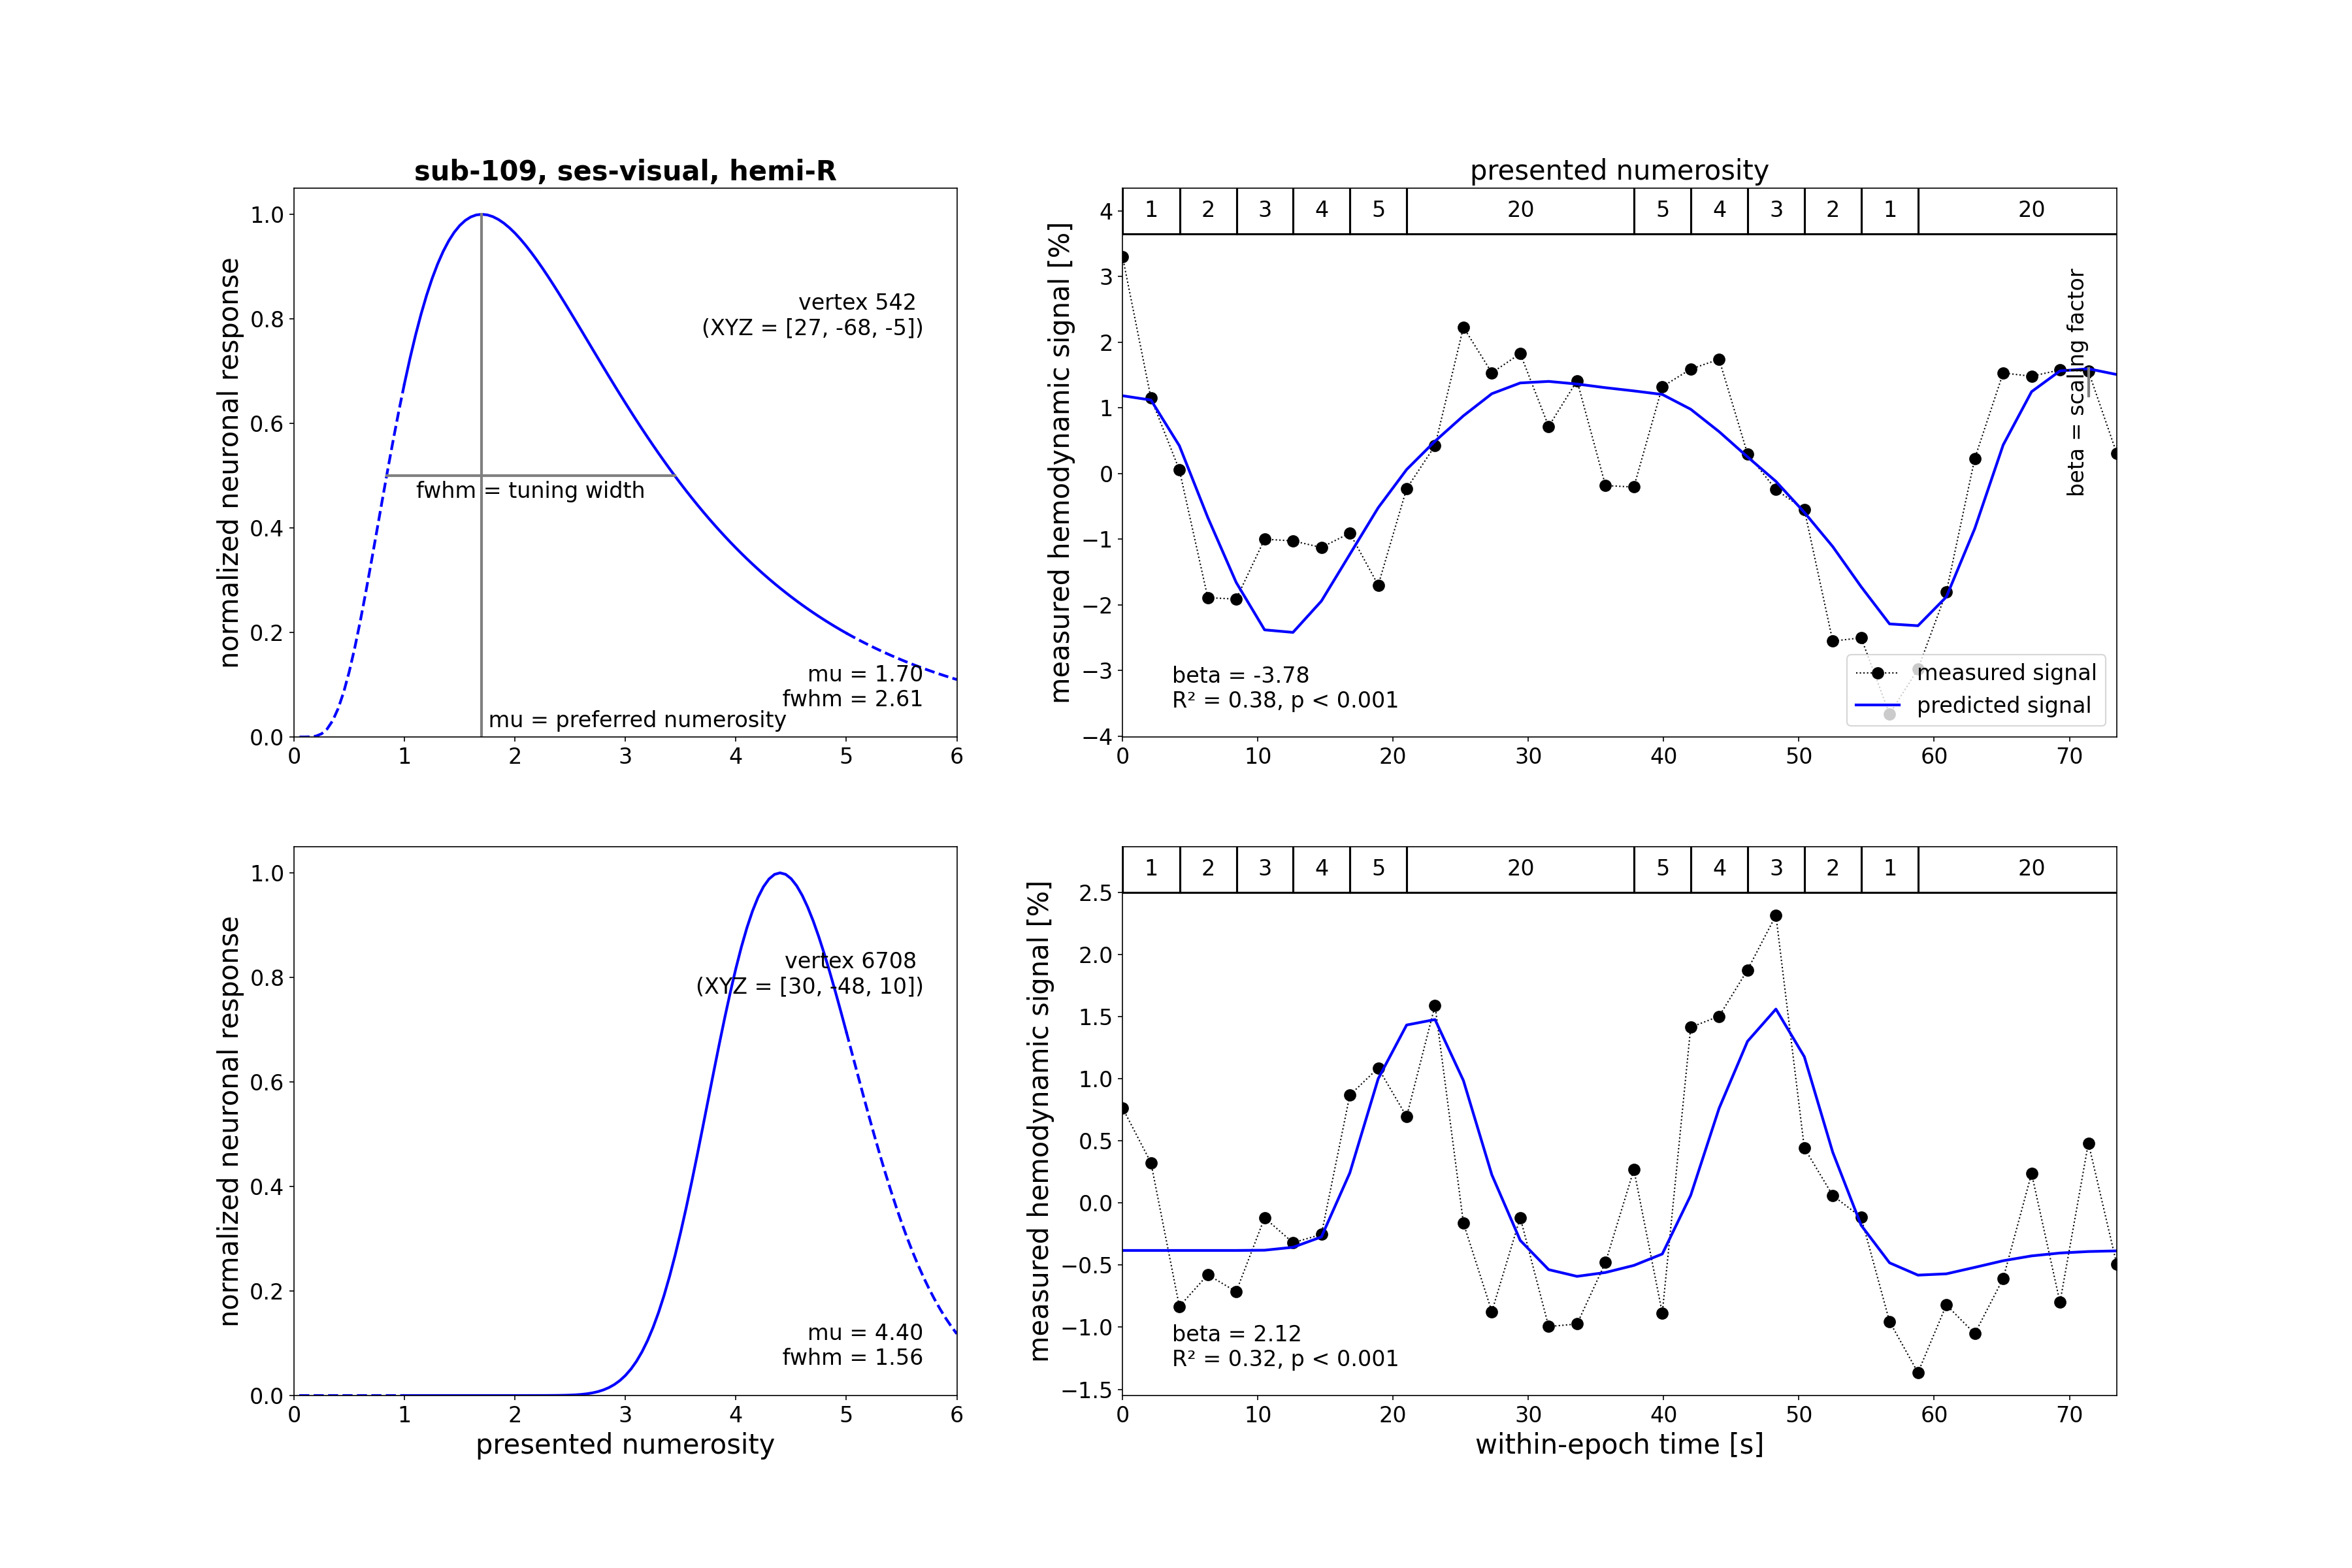 sub-109, ses-visual, hemi-R
normalized neuronal response
1.0
0.8
0.6
0.4
0.2
0.0
0 1 2 3 4 5 6
vertex 542
(XYZ = [27, -68, -5])
fwhm = tuning width
mu = 1.70
fwhm = 2.61
mu = preferred numerosity
presented numerosity
1 2 3 4 5 20 5 4 3 2 1 20
measured hemodynamic signal [%]
4
3
2
1
0
−1
−2
−3
−4
0 10 20 30 40 50 60 70
beta = scaling factor
beta = -3.78
R² = 0.38, p < 0.001
measured signal
predicted signal
normalized neuronal response
1.0
0.8
0.6
0.4
0.2
0.0
0 1 2 3 4 5 6
presented numerosity
vertex 6708
(XYZ = [30, -48, 10])
mu = 4.40
fwhm = 1.56
1 2 3 4 5 20 5 4 3 2 1 20
measured hemodynamic signal [%]
2.5
2.0
1.5
1.0
0.5
0.0
−0.5
−1.0
−1.5
beta = 2.12
R² = 0.32, p < 0.001
0 10 20 30 40 50 60 70
within-epoch time [s]